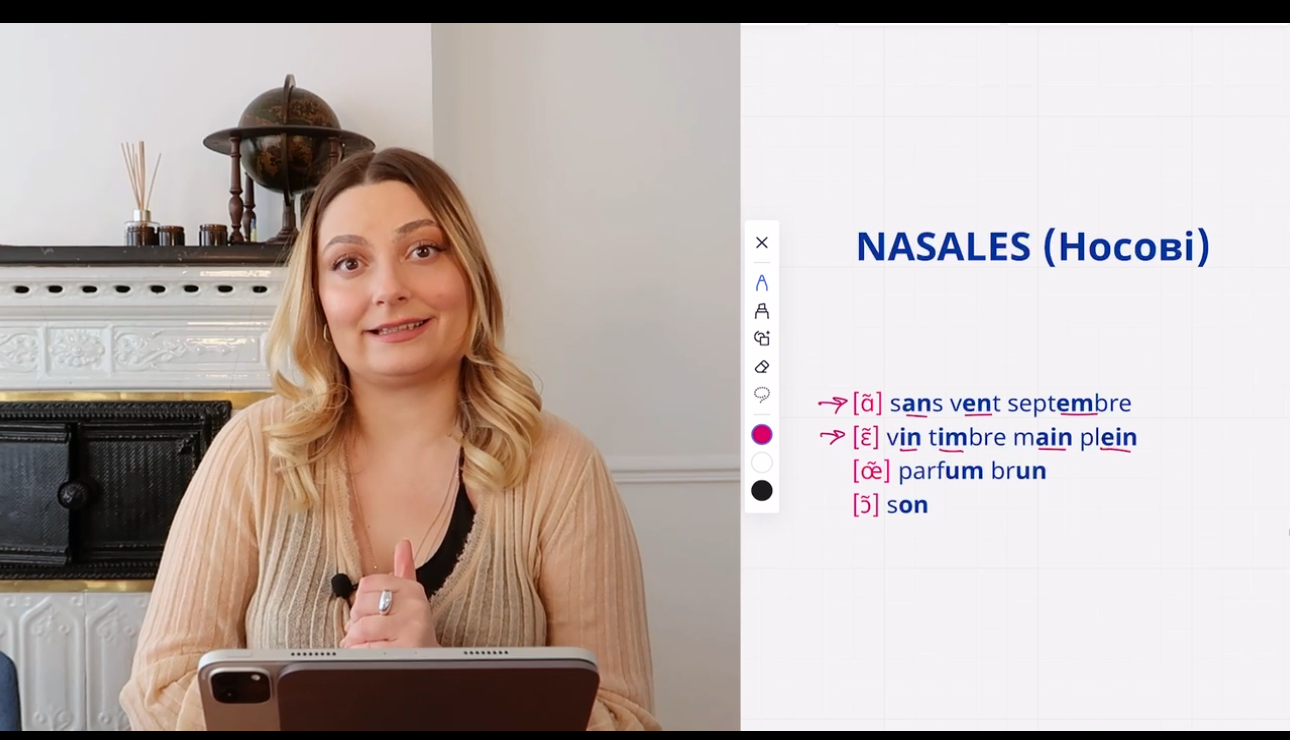 NASALES (Носові)
[ɑ̃] sans vent septembre
[ɛ̃] vin timbre main plein
[œ̃] parfum brun
[ɔ̃] son